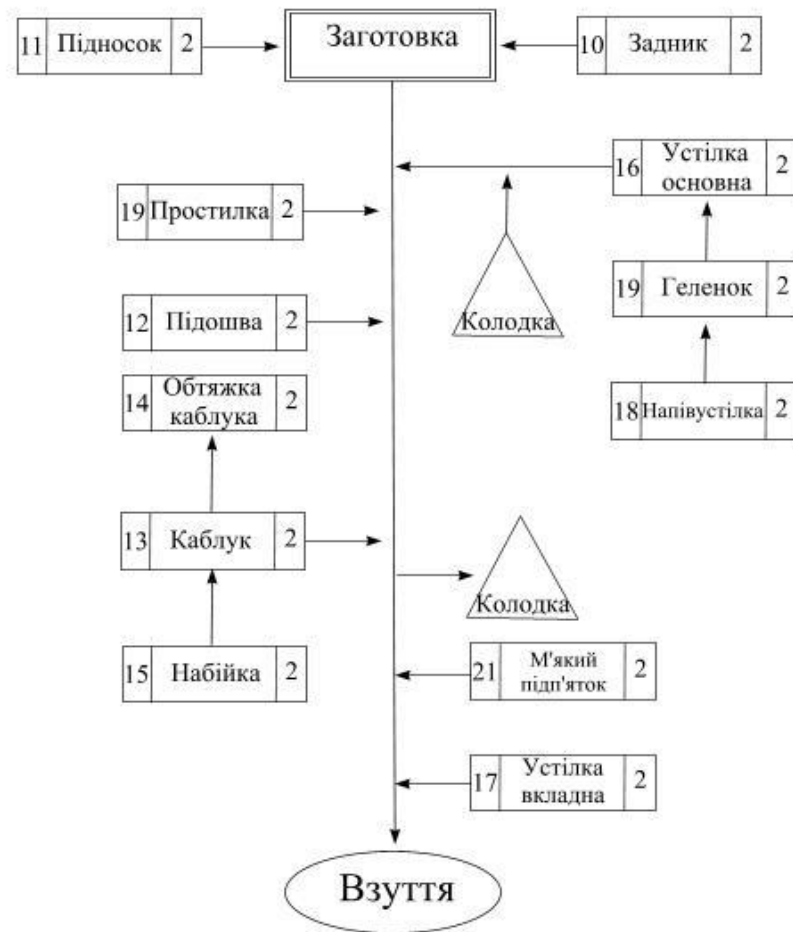 11 Підносок 2
Заготовка
10 Задник 2
16 Устілка
основна 2
19 Простилка 2
19 Геленок 2
Колодка
12 Підошва 2
14 Обтяжка
каблука 2
18 Напівустілка 2
13 Каблук 2
Колодка
15 Набійка 2
21 М'який
підп'яток 2
17 Устілка
вкладна 2
Взуття